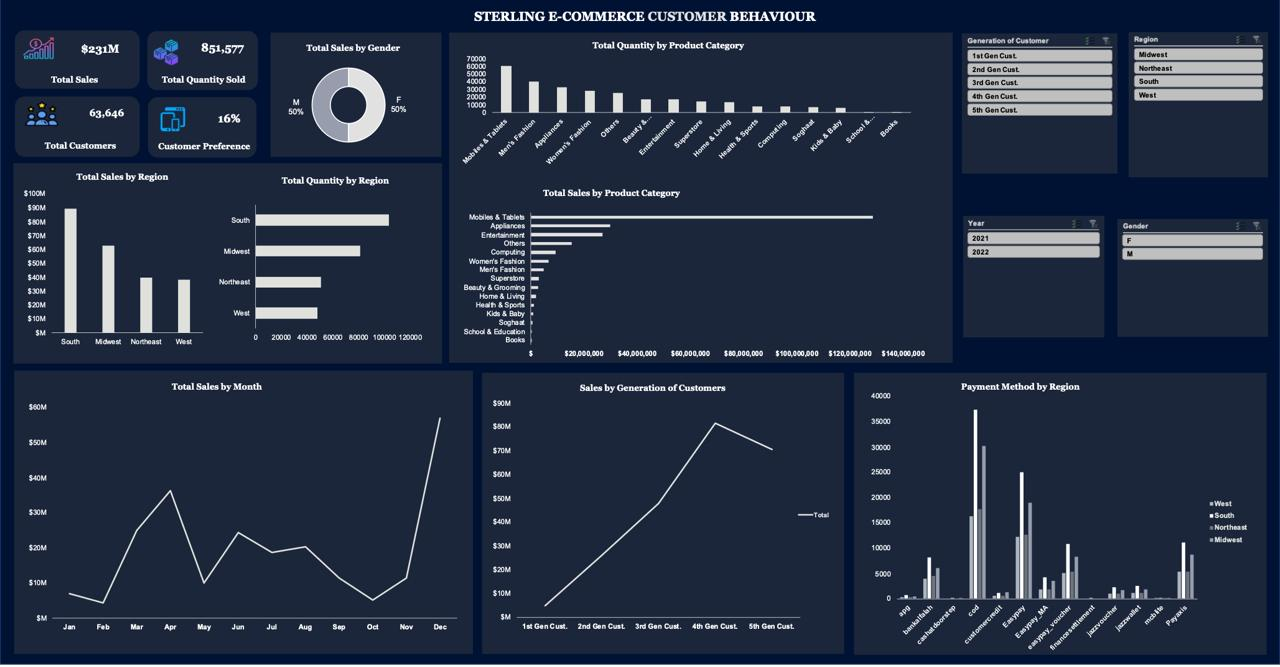 STERLING E-COMMERCE CUSTOMER BEHAVIOUR
$231M
Total Sales
851,577
Total Quantity Sold
63,646
Total Customers
16%
Customer Preference
Total Sales by Gender
M
50%
F
50%
Total Quantity by Product Category
70000
60000
50000
40000
30000
20000
10000
0
Mobiles & Tablets
Men's Fashion
Appliances
Women's Fashion
Others
Beauty &...
Entertainment
Superstore
Home & Living
Health & Sports
Computing
Soghaat
Kids & Baby
School &...
Books
Generation of Customer
1st Gen Cust.
2nd Gen Cust.
3rd Gen Cust.
4th Gen Cust.
5th Gen Cust.
Region
Midwest
Northeast
South
West
Total Sales by Region
$100M
$90M
$80M
$70M
$60M
$50M
$40M
$30M
$20M
$10M
$M
South Midwest Northeast West
Total Quantity by Region
South
Midwest
Northeast
West
0 20000 40000 60000 80000 100000 120000
Total Sales by Product Category
Mobiles & Tablets
Appliances
Entertainment
Others
Computing
Women's Fashion
Men's Fashion
Superstore
Beauty & Grooming
Home & Living
Health & Sports
Kids & Baby
Soghaat
School & Education
Books
$ $20,000,000 $40,000,000 $60,000,000 $80,000,000 $100,000,000 $120,000,000 $140,000,000
Year
2021
2022
Gender
F
M
Total Sales by Month
$60M
$50M
$40M
$30M
$20M
$10M
$M
Jan Feb Mar Apr May Jun Jul Aug Sep Oct Nov Dec
Sales by Generation of Customers
$90M
$80M
$70M
$60M
$50M
$40M
$30M
$20M
$10M
$M
1st Gen Cust. 2nd Gen Cust. 3rd Gen Cust. 4th Gen Cust. 5th Gen Cust.
Total
Payment Method by Region
40000
35000
30000
25000
20000
15000
10000
5000
0
apg
bankalfalah
cashatdoorstep
cod
customercredit
Easypay
Easypay_MA
easypay_voucher
financesettlement
jazzvoucher
jazzwallet
mcblite
Payaxis
West
South
Northeast
Midwest